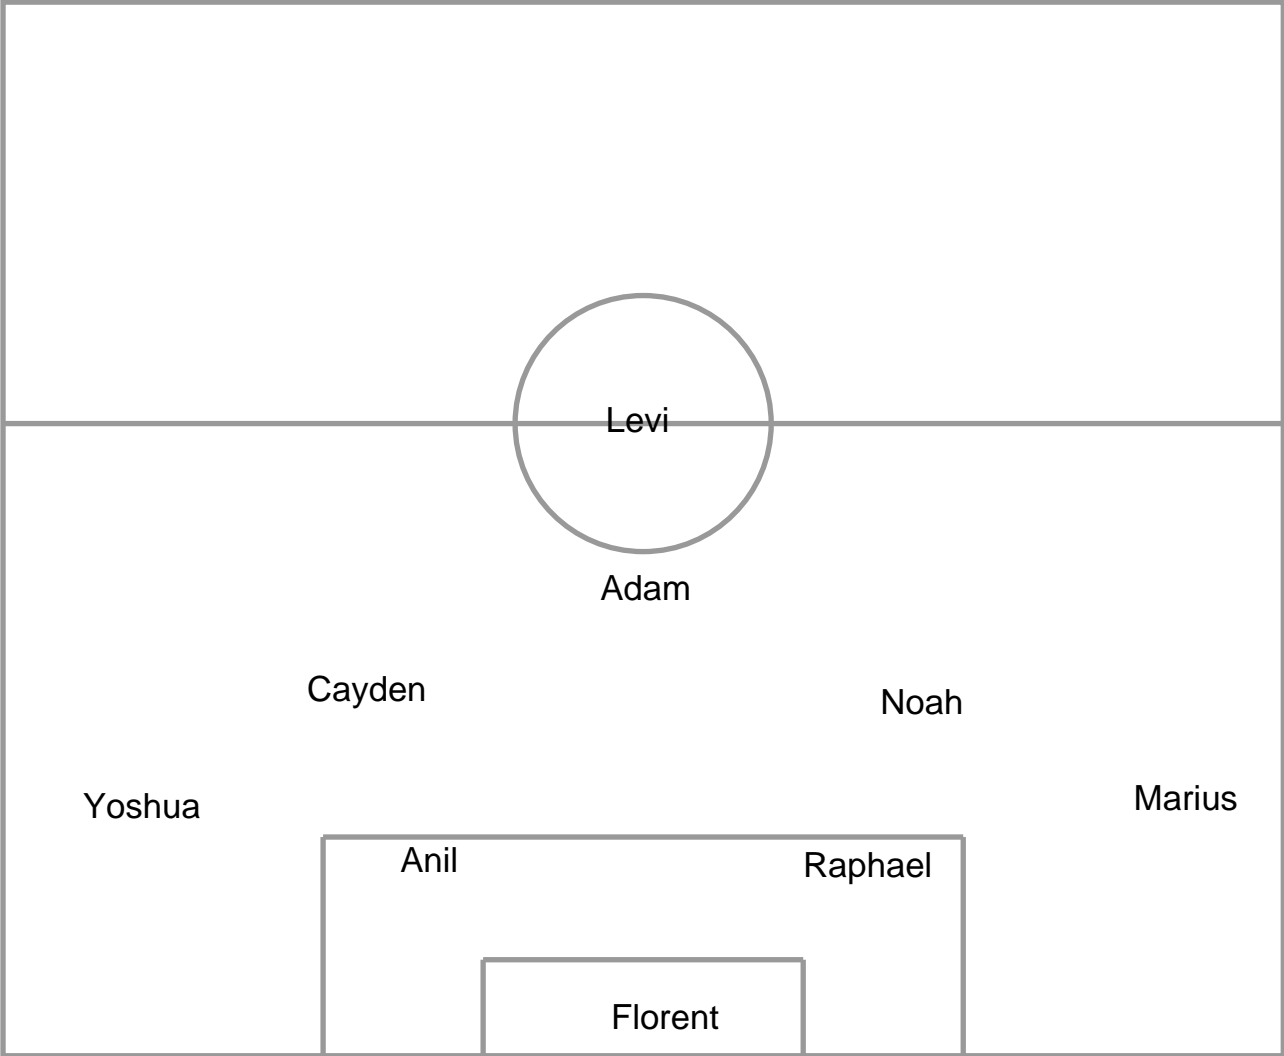 Levi
Adam
Cayden
Noah
Yoshua
Marius
Anil
Raphael
Florent